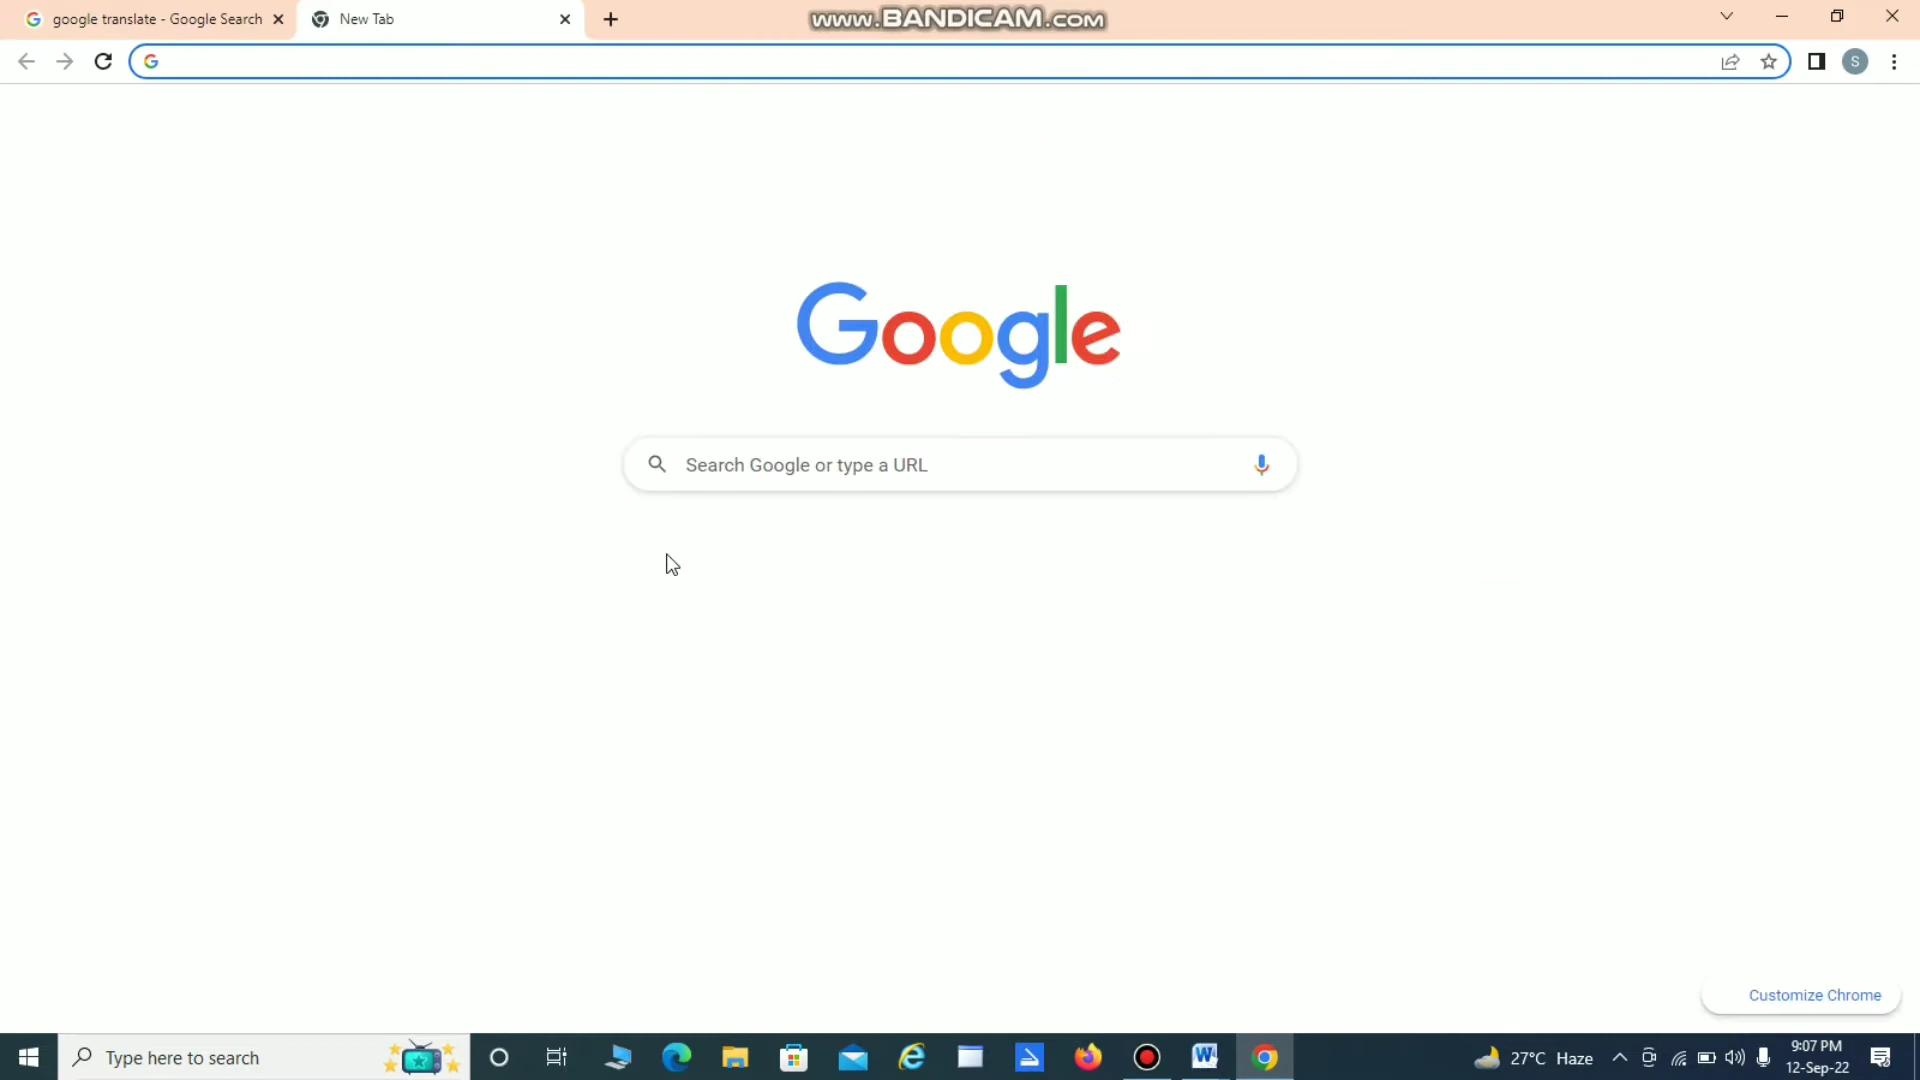 google translate - Google Search
New Tab
www.BANDICAM.com
S
Google
Search Google or type a URL
Customize Chrome
Type here to search
27°C Haze
9:07 PM
12-Sep-22